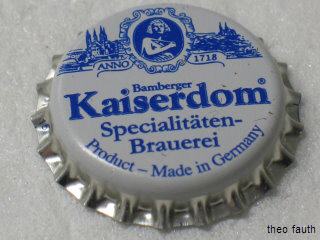 ANNO 1718
Bamberger
Kaiserdom®
Specialitäten-
Brauerei
Product – Made in Germany
theo fauth